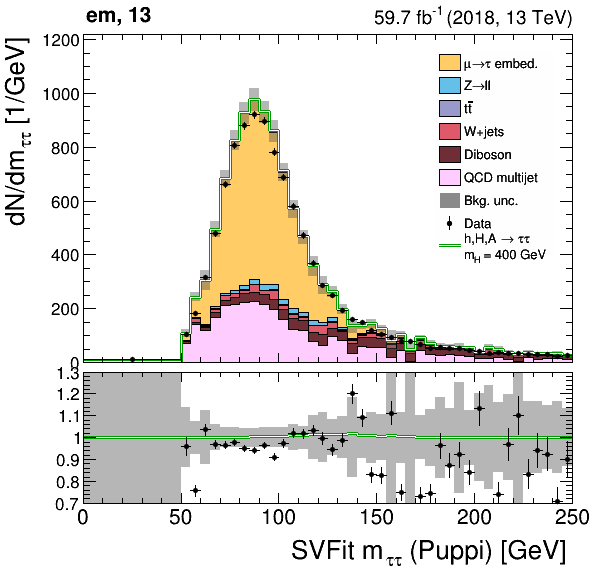 em, 13
59.7 fb⁻¹ (2018, 13 TeV)
dN/dm_ττ [1/GeV]
1200
1000
800
600
400
200
0
μ→τ embed.
Z→ll
tt̄
W+jets
Diboson
QCD multijet
Bkg. unc.
Data
h,H,A → ττ
m_H = 400 GeV
1.3
1.2
1.1
1
0.9
0.8
0.7
0 50 100 150 200 250
SVFit m_ττ (Puppi) [GeV]